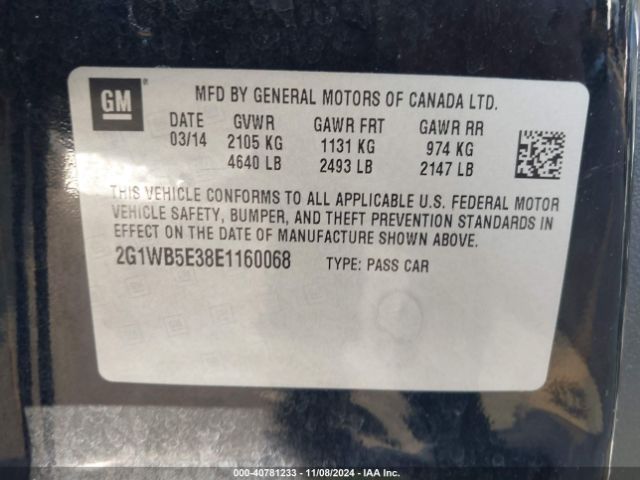 GM ®
MFD BY GENERAL MOTORS OF CANADA LTD.
DATE GVWR GAWR FRT GAWR RR
03/14 2105 KG 1131 KG 974 KG
4640 LB 2493 LB 2147 LB
THIS VEHICLE CONFORMS TO ALL APPLICABLE U.S. FEDERAL MOTOR
VEHICLE SAFETY, BUMPER, AND THEFT PREVENTION STANDARDS IN
EFFECT ON THE DATE OF MANUFACTURE SHOWN ABOVE.
2G1WB5E38E1160068 TYPE: PASS CAR
000-40781233 - 11/08/2024 - IAA Inc.